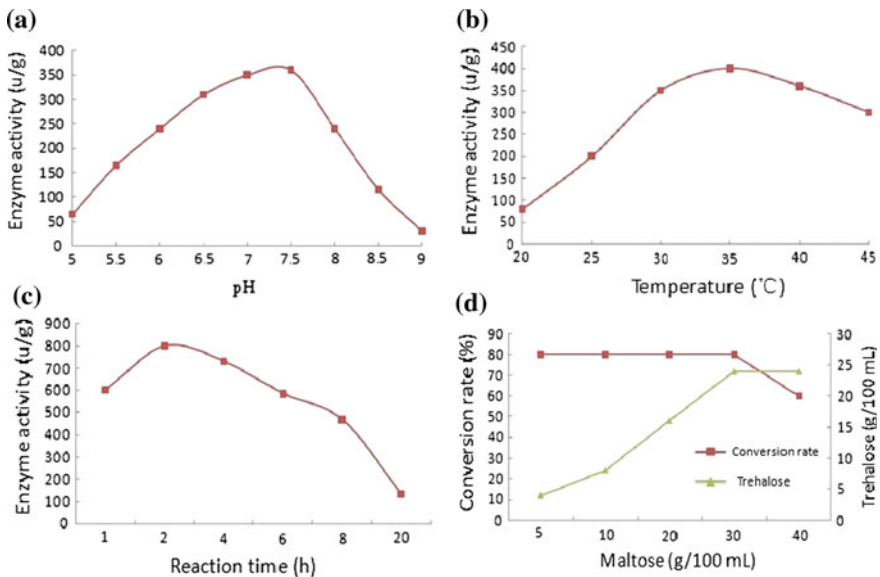 (a)
Enzyme activity (u/g)
400
350
300
250
200
150
100
50
0
5 5.5 6 6.5 7 7.5 8 8.5 9
pH
(b)
Enzyme activity (u/g)
450
400
350
300
250
200
150
100
50
0
20 25 30 35 40 45
Temperature (℃)
(c)
Enzyme activity (u/g)
900
800
700
600
500
400
300
200
100
0
1 2 4 6 8 20
Reaction time (h)
(d)
Conversion rate (%)
90
80
70
60
50
40
30
20
10
0
Conversion rate
Trehalose
30
25
20
15
10
5
0
Trehalose (g/100 mL)
5 10 20 30 40
Maltose (g/100 mL)